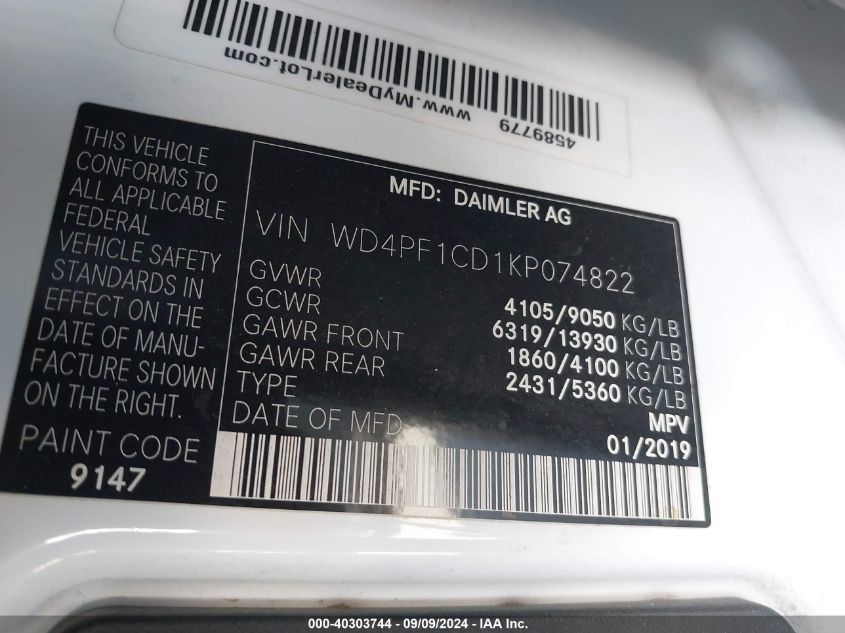 www.MyDealerLot.com
4589779
THIS VEHICLE
CONFORMS TO
ALL APPLICABLE
FEDERAL
VEHICLE SAFETY
STANDARDS IN
EFFECT ON THE
DATE OF MANU-
FACTURE SHOWN
ON THE RIGHT.
PAINT CODE
9147
MFD: DAIMLER AG
VIN WD4PF1CD1KP074822
GVWR 4105/9050 KG/LB
GCWR 6319/13930 KG/LB
GAWR FRONT 1860/4100 KG/LB
GAWR REAR 2431/5360 KG/LB
TYPE MPV
DATE OF MFD 01/2019
000-40303744 - 09/09/2024 - IAAI Inc.